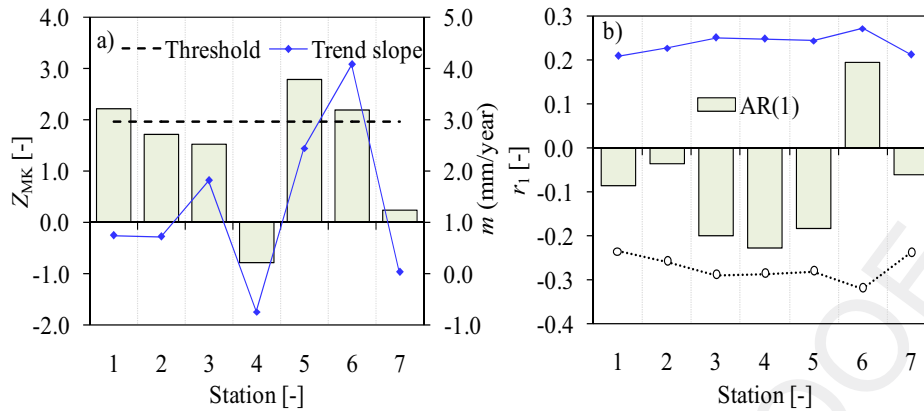 a)
Threshold
Trend slope
4.0
3.0
2.0
1.0
0.0
-1.0
-2.0
Z_MK [-]
5.0
4.0
3.0
2.0
1.0
0.0
-1.0
m (mm/year)
1 2 3 4 5 6 7
Station [-]
b)
AR(1)
0.3
0.2
0.1
0.0
-0.1
-0.2
-0.3
-0.4
r_1 [-]
1 2 3 4 5 6 7
Station [-]